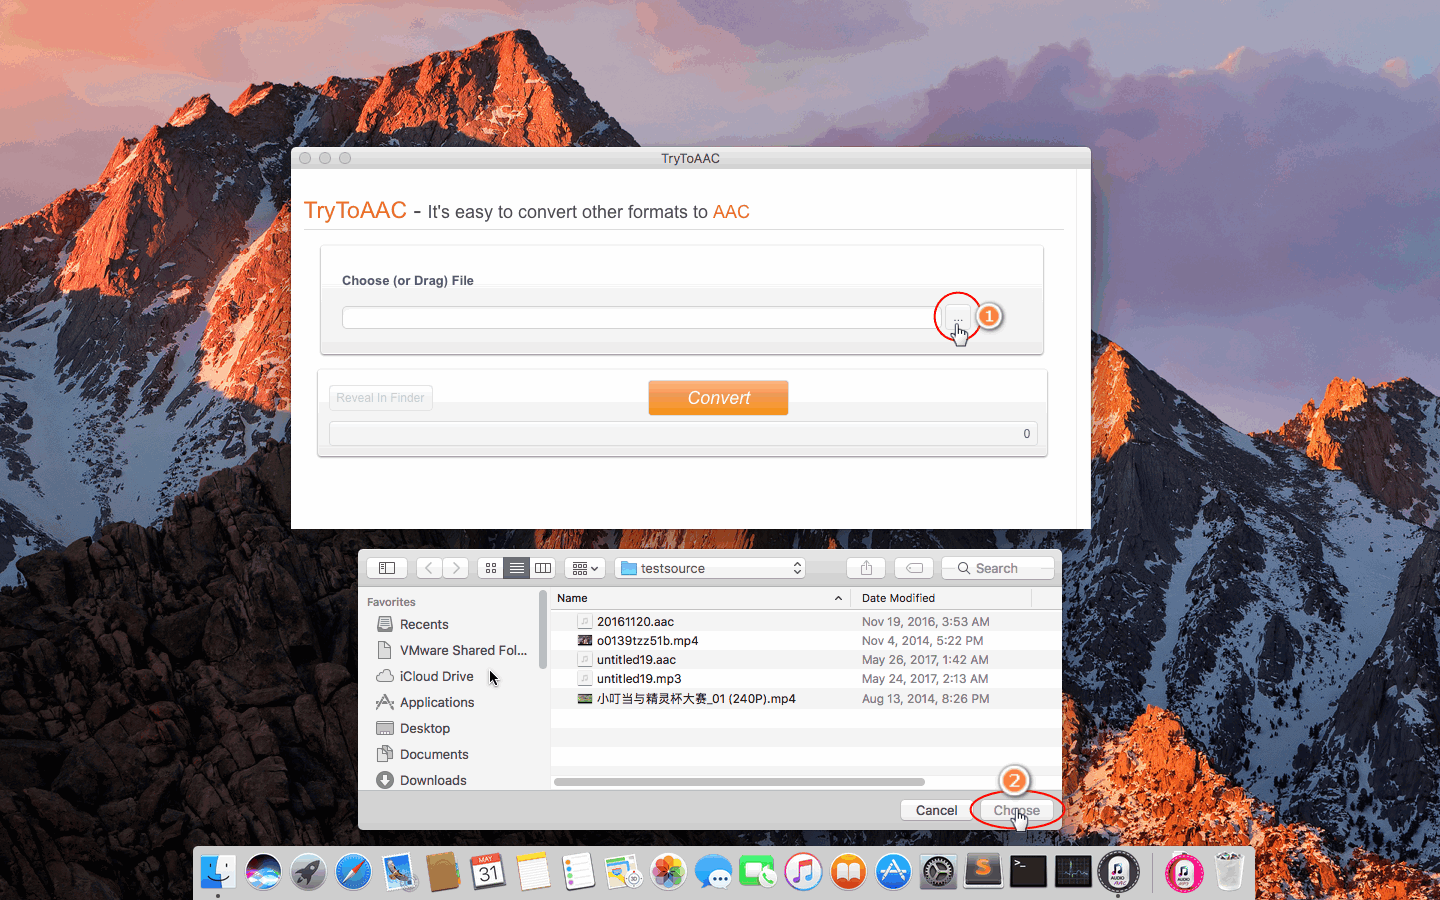 TryToAAC
TryToAAC - It's easy to convert other formats to AAC
Choose (or Drag) File
...
1
Reveal In Finder
Convert
0
testsource
Search
Favorites
Name
Date Modified
Recents
20161120.aac
Nov 19, 2016, 3:53 AM
o0139tzz51b.mp4
Nov 4, 2014, 5:22 PM
VMware Shared Fol...
untitled19.aac
May 26, 2017, 1:42 AM
iCloud Drive
untitled19.mp3
May 24, 2017, 2:13 AM
Applications
小叮当与精灵杯大赛_01 (240P).mp4
Aug 13, 2014, 8:26 PM
Desktop
Documents
Downloads
2
Cancel
Choose
MAY
31
S
>_
AUDIO
AAC
AUDIO